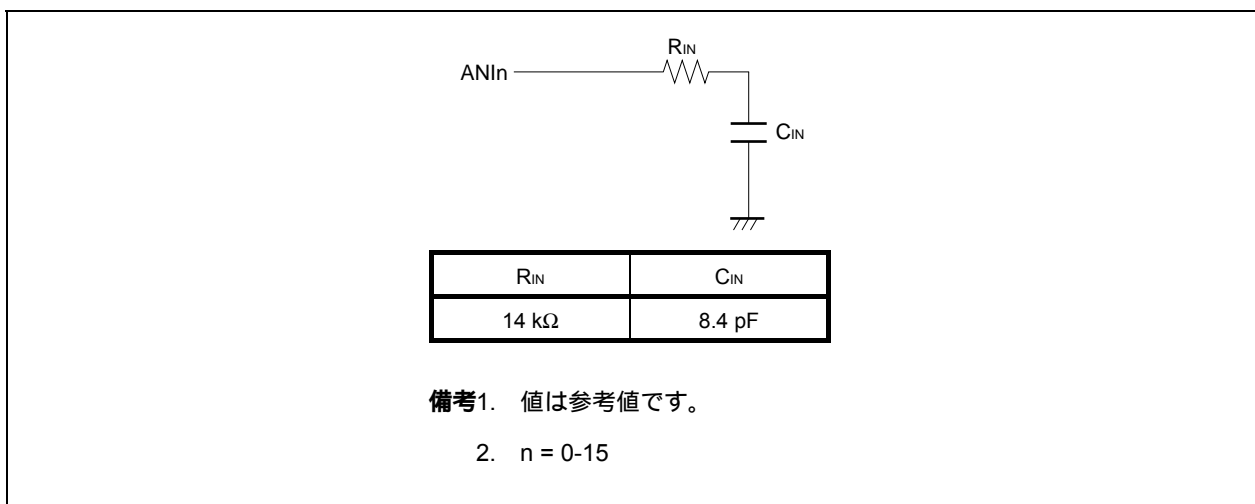 RIN
ANIn
CIN
RIN CIN
14 kΩ 8.4 pF
備考1. 値は参考値です。
2. n = 0-15